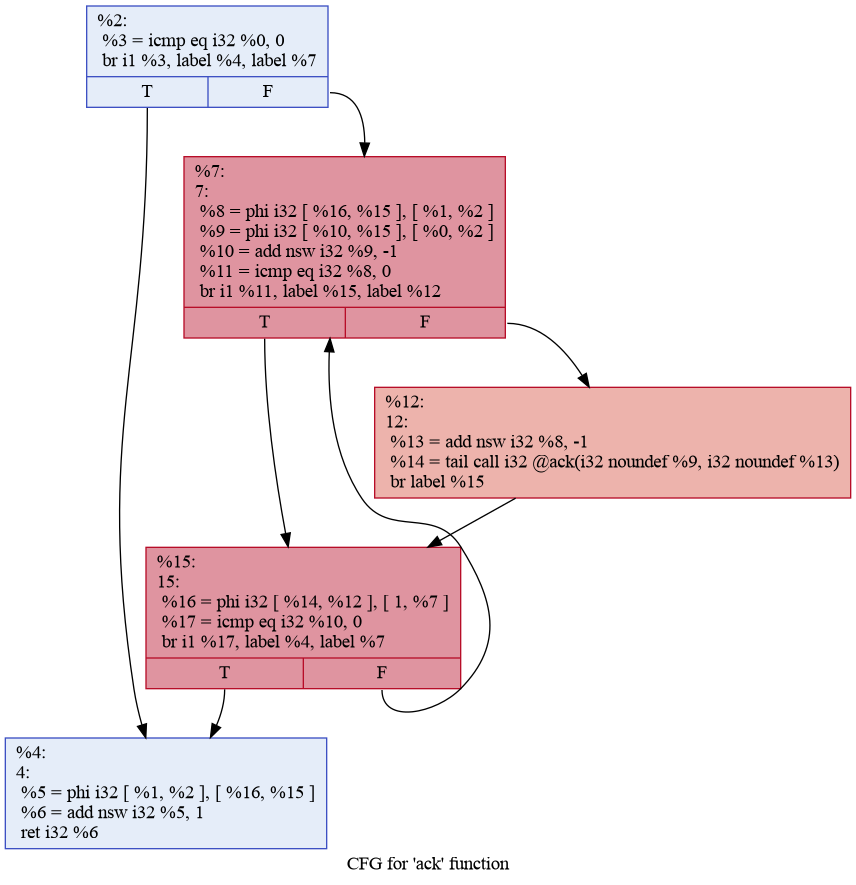 %2:
%3 = icmp eq i32 %0, 0
br i1 %3, label %4, label %7
T F
%7:
7:
%8 = phi i32 [ %16, %15 ], [ %1, %2 ]
%9 = phi i32 [ %10, %15 ], [ %0, %2 ]
%10 = add nsw i32 %9, -1
%11 = icmp eq i32 %8, 0
br i1 %11, label %15, label %12
T F
%12:
12:
%13 = add nsw i32 %8, -1
%14 = tail call i32 @ack(i32 noundef %9, i32 noundef %13)
br label %15
%15:
15:
%16 = phi i32 [ %14, %12 ], [ 1, %7 ]
%17 = icmp eq i32 %10, 0
br i1 %17, label %4, label %7
T F
%4:
4:
%5 = phi i32 [ %1, %2 ], [ %16, %15 ]
%6 = add nsw i32 %5, 1
ret i32 %6
CFG for 'ack' function